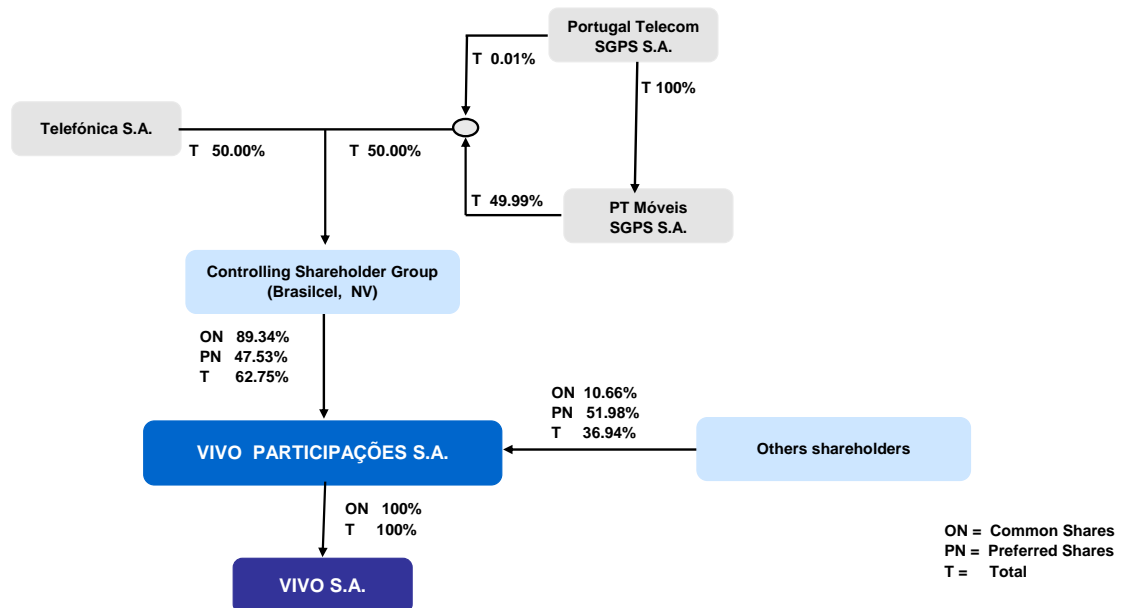 Portugal Telecom
SGPS S.A.
T 0.01%
T 100%
Telefónica S.A.
T 50.00%
T 50.00%
T 49.99%
PT Móveis
SGPS S.A.
Controlling Shareholder Group
(Brasilcel, NV)
ON 89.34%
PN 47.53%
T 62.75%
ON 10.66%
PN 51.98%
T 36.94%
VIVO PARTICIPAÇÕES S.A.
Others shareholders
ON 100%
T 100%
VIVO S.A.
ON = Common Shares
PN = Preferred Shares
T = Total